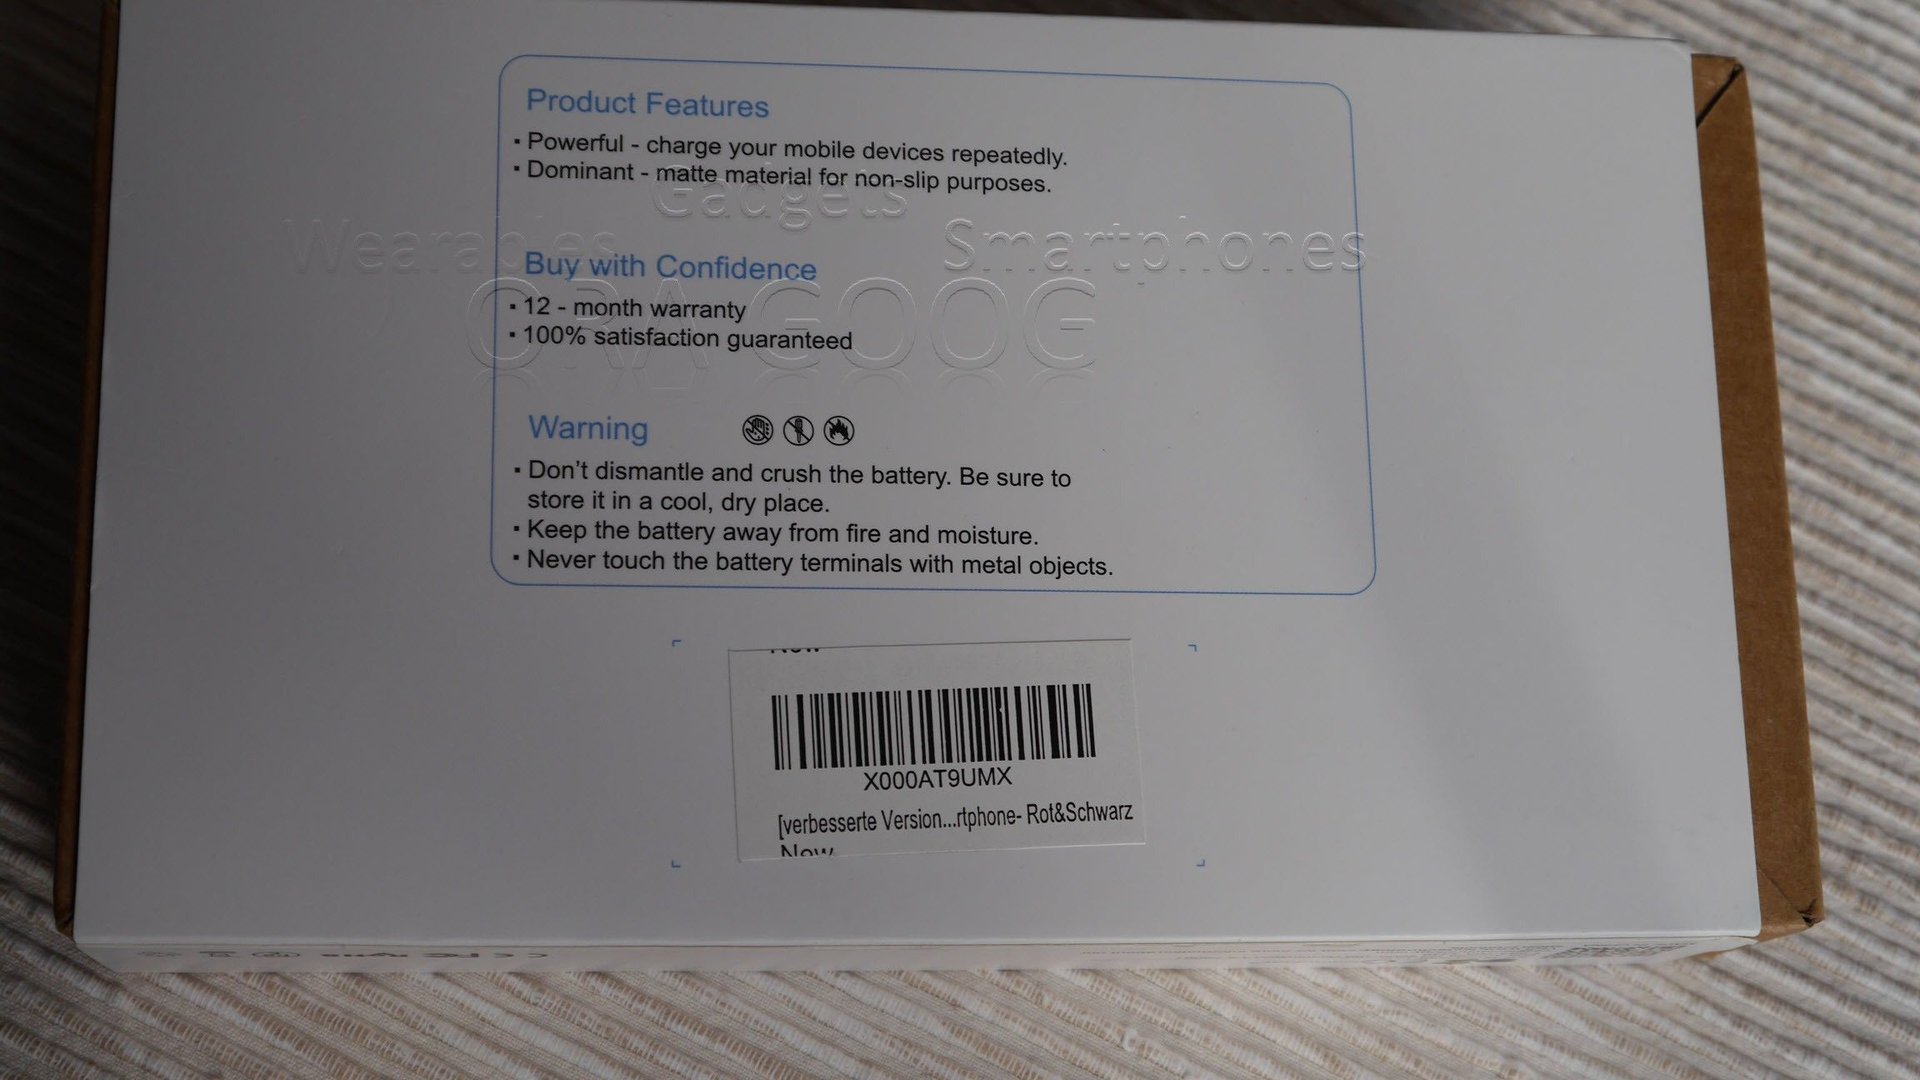 Product Features
· Powerful - charge your mobile devices repeatedly.
· Dominant - matte material for non-slip purposes.
Gadgets
Wearables
Smartphones
Buy with Confidence
GOOG
· 12 - month warranty
· 100% satisfaction guaranteed
Warning
· Don't dismantle and crush the battery. Be sure to
store it in a cool, dry place.
· Keep the battery away from fire and moisture.
· Never touch the battery terminals with metal objects.
X000AT9UMX
[verbesserte Version...rtphone- Rot&Schwarz
New